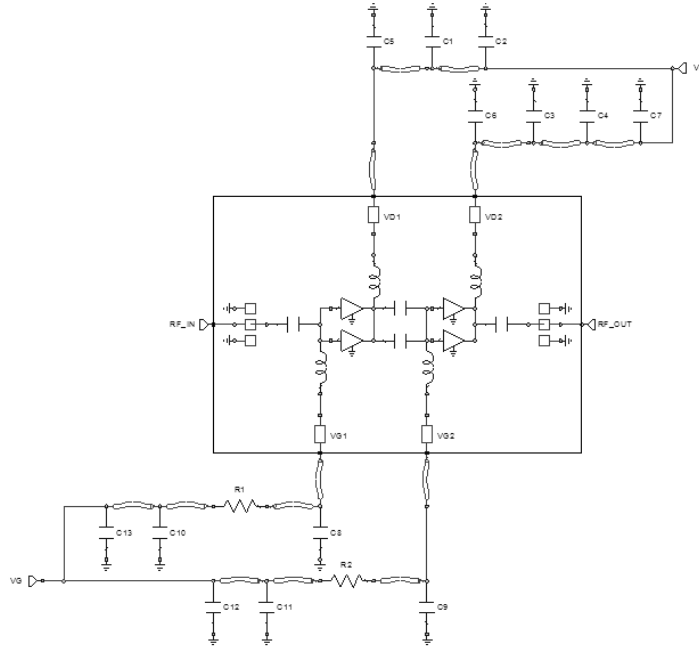 C5 C1 C2
V
C6 C3 C4 C7
VD1 VD2
RF_IN RF_OUT
VG1 VG2
R1
C13 C10 C8
R2
VG
C12 C11 C9